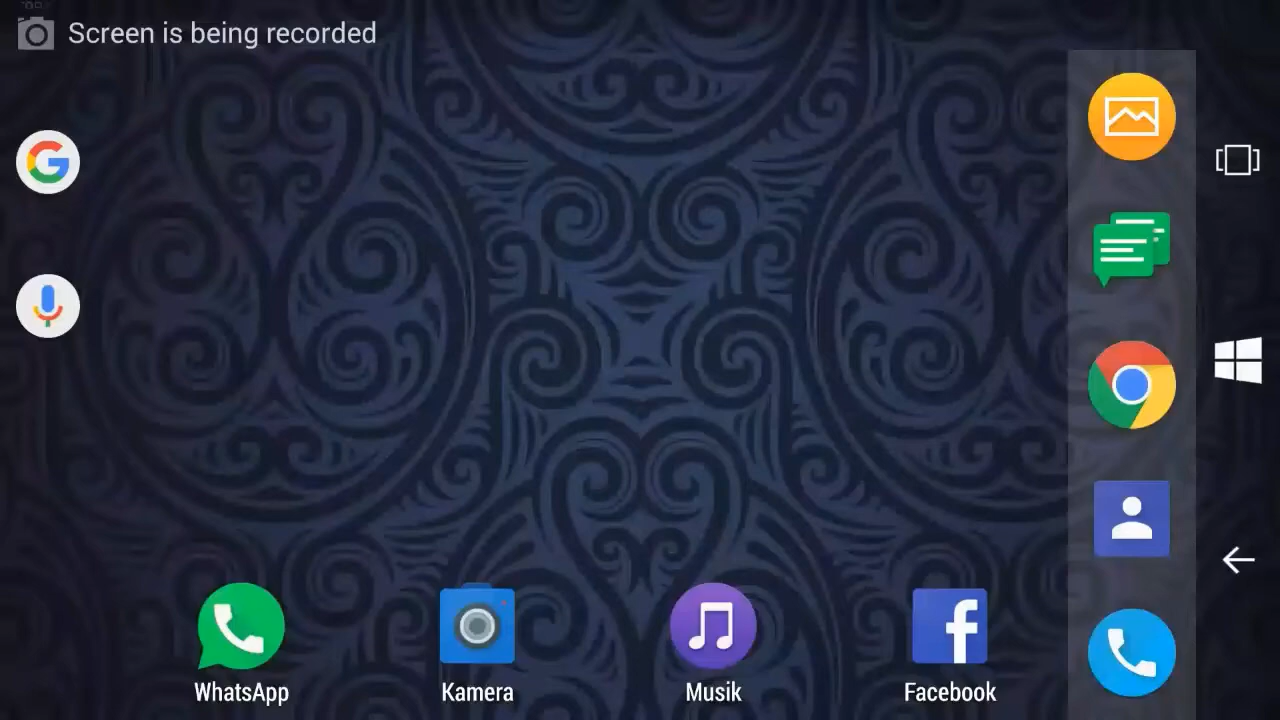 Screen is being recorded
WhatsApp
Kamera
Musik
Facebook